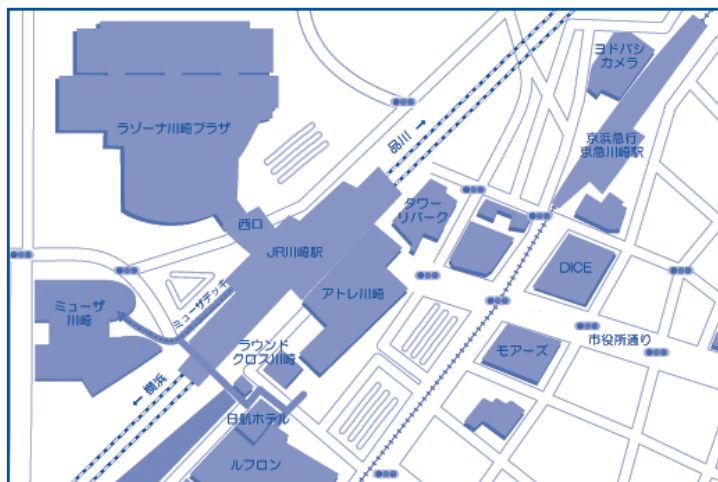 ヨドバシ
カメラ
ラゾーナ川崎プラザ
品川 →
京浜急行
京急川崎駅
タワー
リパーク
西口
JR川崎駅
DICE
ミューザ
川崎
ミューザデッキ
アトレ川崎
ラウンド
クロス川崎
市役所通り
モアーズ
← 横浜
日航ホテル
ルフロン